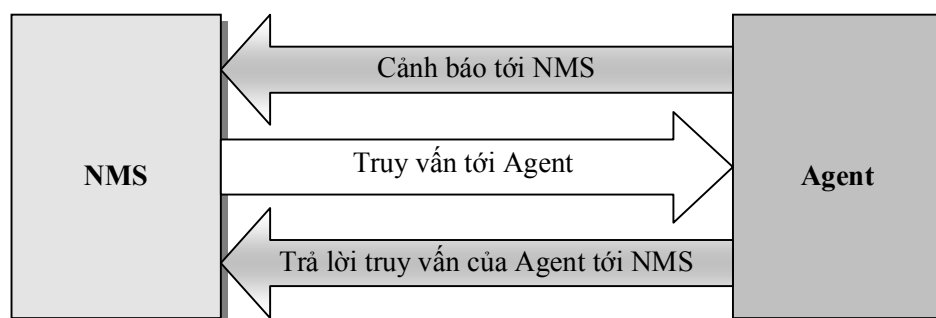 Cảnh báo tới NMS
NMS
Truy vấn tới Agent
Agent
Trả lời truy vấn của Agent tới NMS